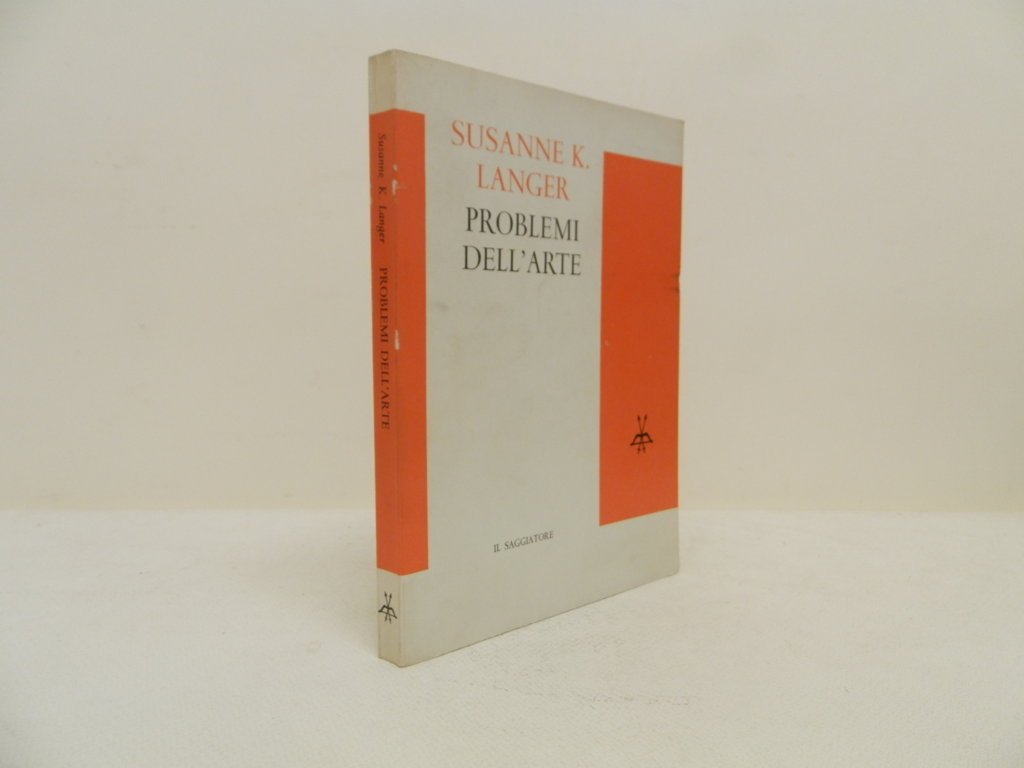 Susanne K. Langer PROBLEMI DELL'ARTE
SUSANNE K.
LANGER
PROBLEMI
DELL'ARTE
IL SAGGIATORE